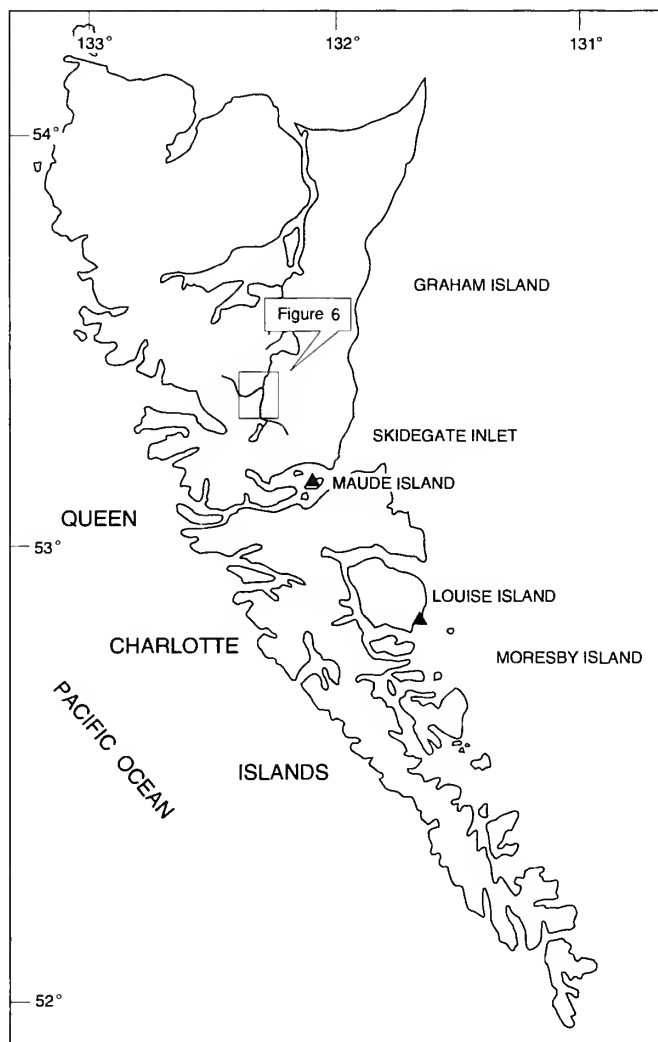 133°
132°
131°
54°
GRAHAM ISLAND
Figure 6
SKIDEGATE INLET
MAUDE ISLAND
QUEEN
53°
LOUISE ISLAND
CHARLOTTE
MORESBY ISLAND
PACIFIC OCEAN
ISLANDS
52°